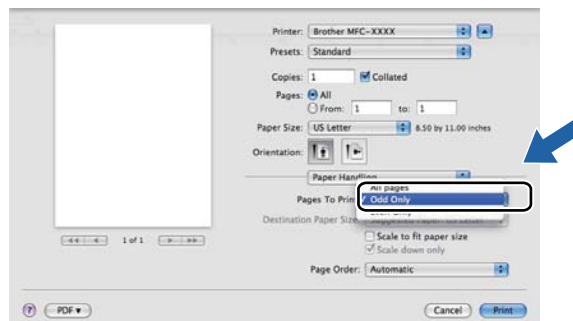 Printer: Brother MFC-XXXX
Presets: Standard
Copies: 1 Collated
Pages: All
From: 1 to: 1
Paper Size: US Letter 8.50 by 11.00 inches
Orientation:
Paper Handling
All pages
Pages To Print Odd Only
Destination Paper Size
Scale to fit paper size
Scale down only
1 of 1
Page Order: Automatic
? PDF Cancel Print